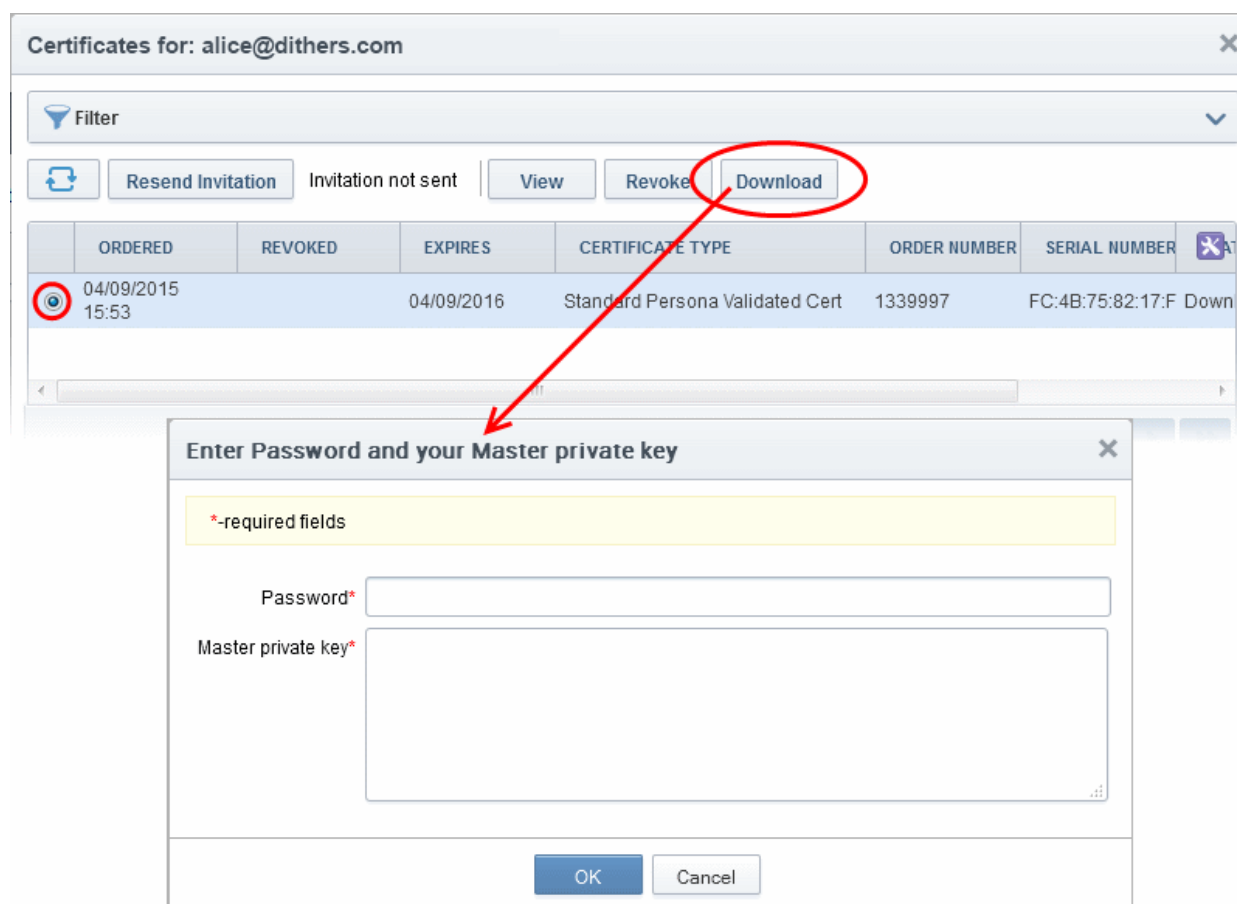 Certificates for: alice@dithers.com
Filter
Resend Invitation Invitation not sent View Revoke Download
ORDERED REVOKED EXPIRES CERTIFICATE TYPE ORDER NUMBER SERIAL NUMBER
04/09/2015
15:53 04/09/2016 Standard Persona Validated Cert 1339997 FC:4B:75:82:17:F Downl
Enter Password and your Master private key
*-required fields
Password*
Master private key*
OK Cancel